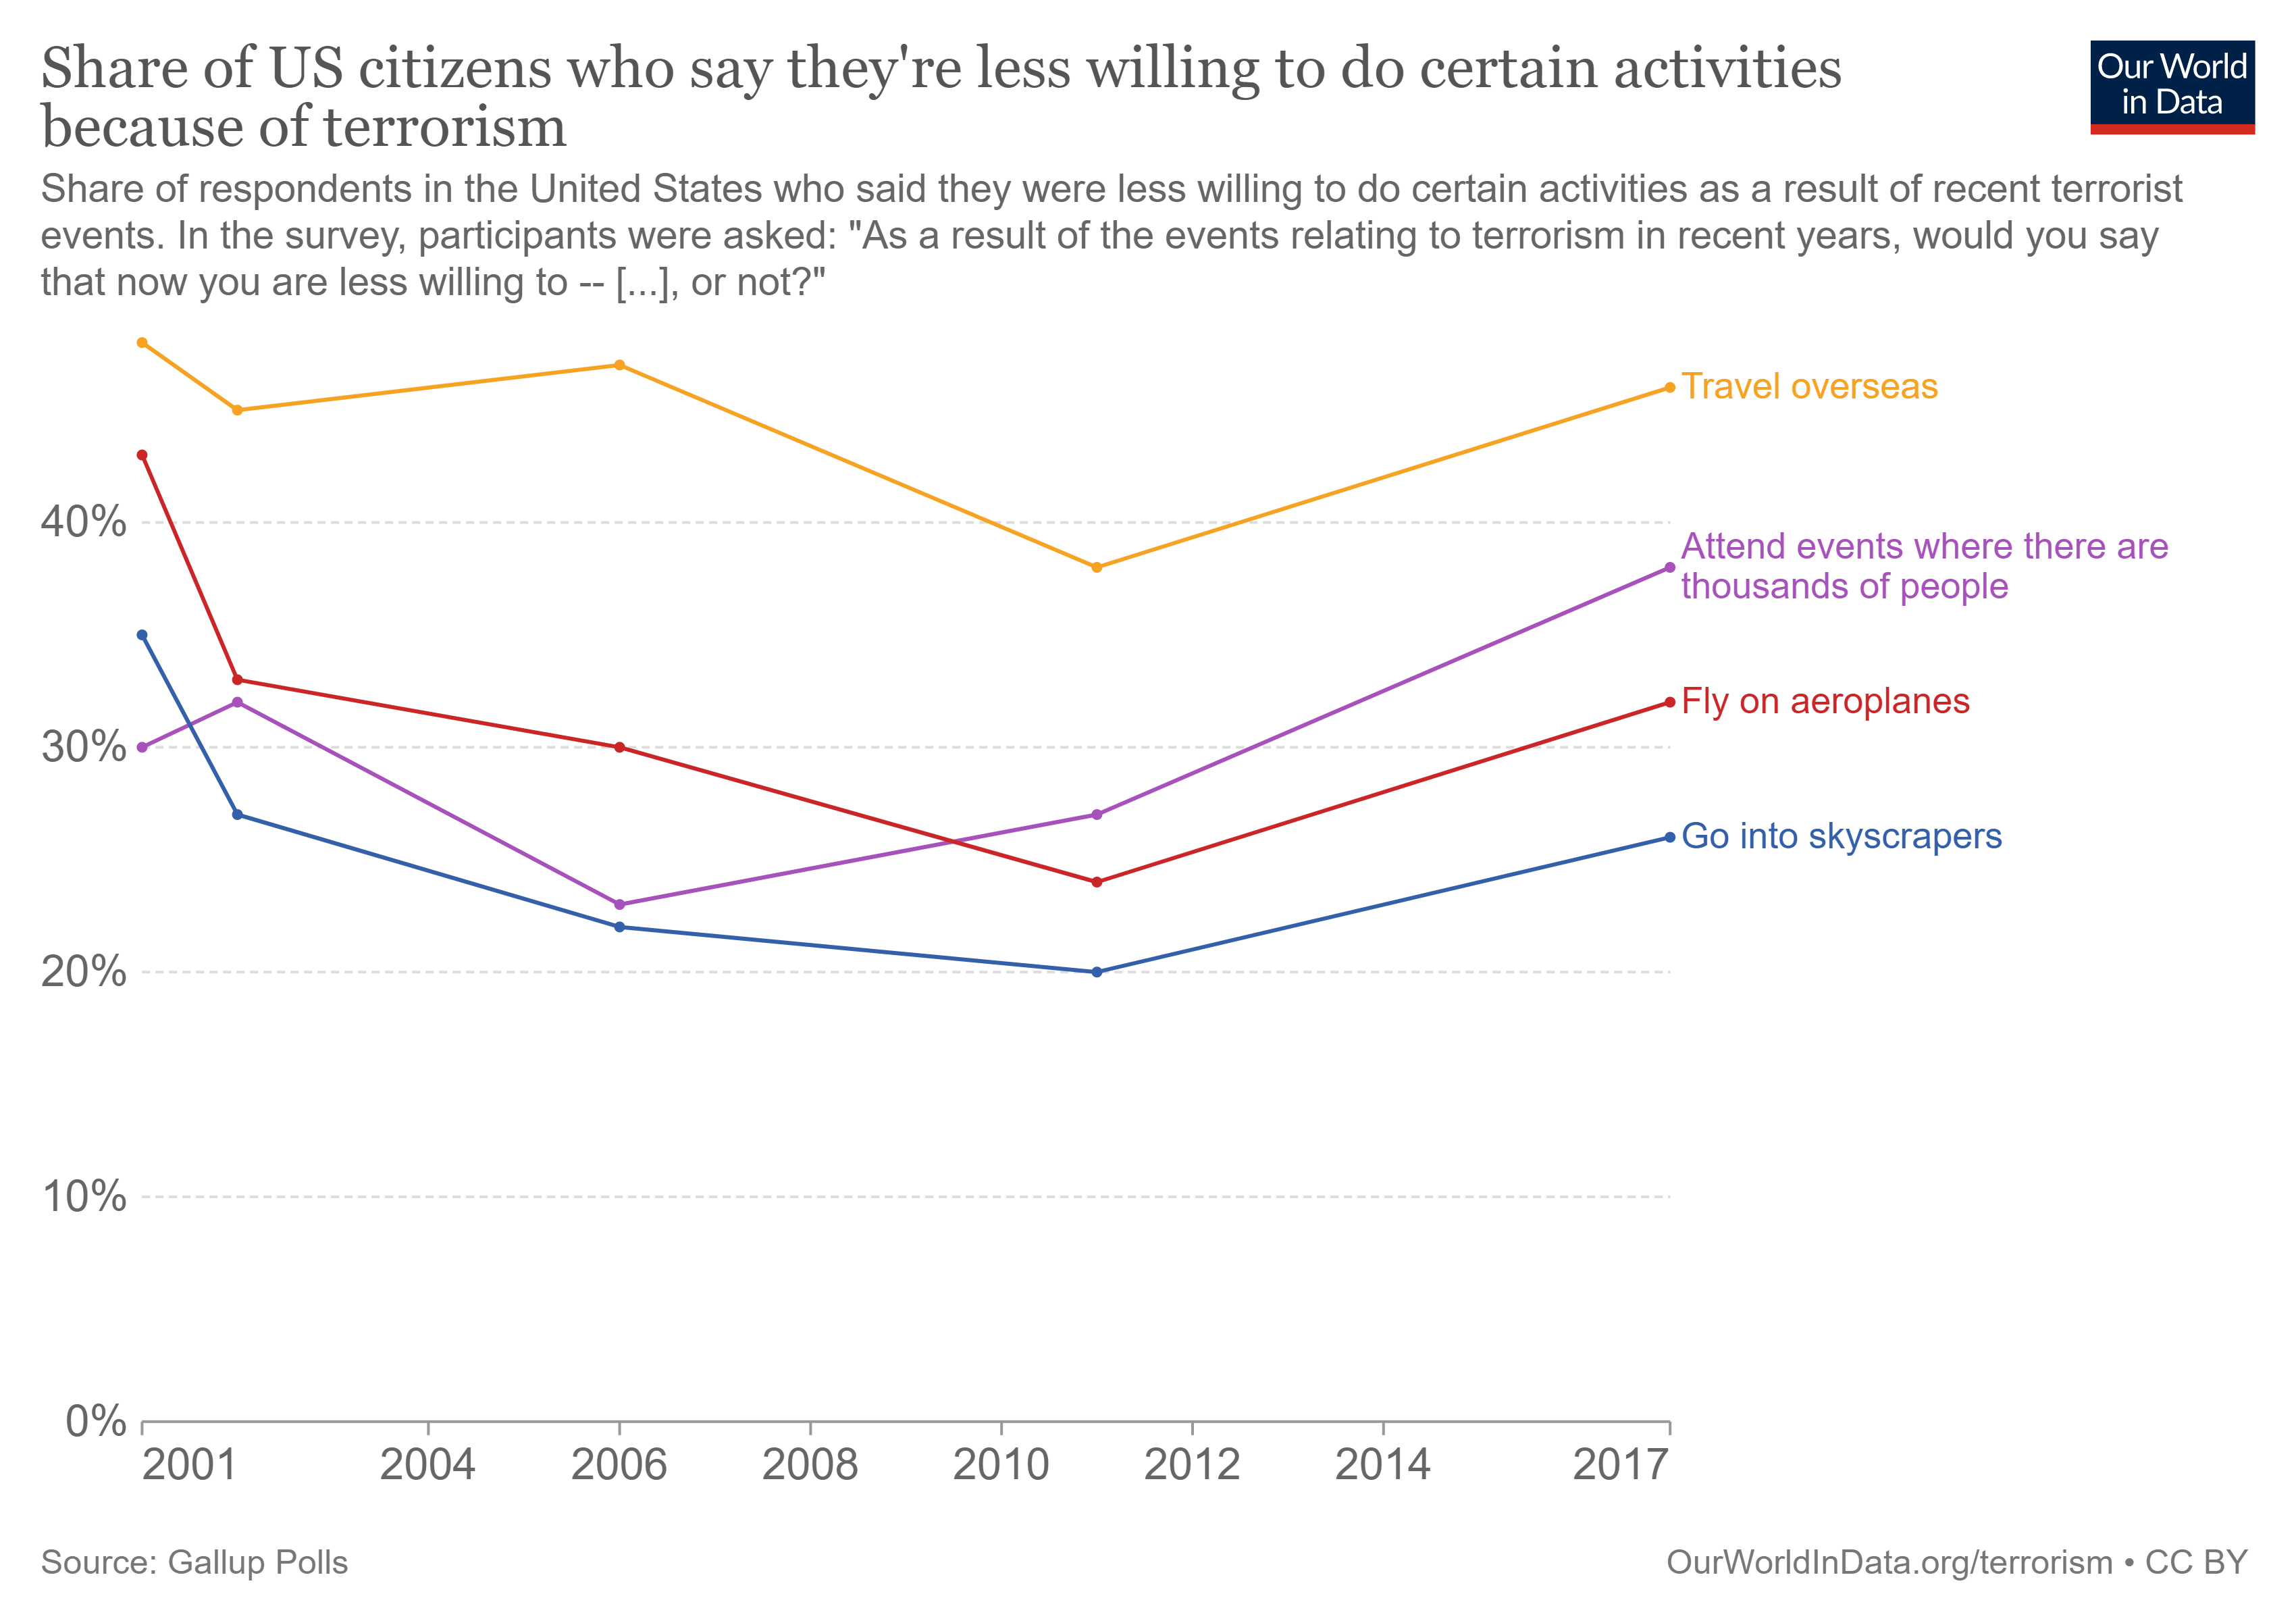 Share of US citizens who say they're less willing to do certain activities
because of terrorism
Our World
in Data
Share of respondents in the United States who said they were less willing to do certain activities as a result of recent terrorist
events. In the survey, participants were asked: "As a result of the events relating to terrorism in recent years, would you say
that now you are less willing to -- [...], or not?"
Travel overseas
40%
Attend events where there are
thousands of people
Fly on aeroplanes
30%
Go into skyscrapers
20%
10%
0%
2001 2004 2006 2008 2010 2012 2014 2017
Source: Gallup Polls
OurWorldInData.org/terrorism • CC BY